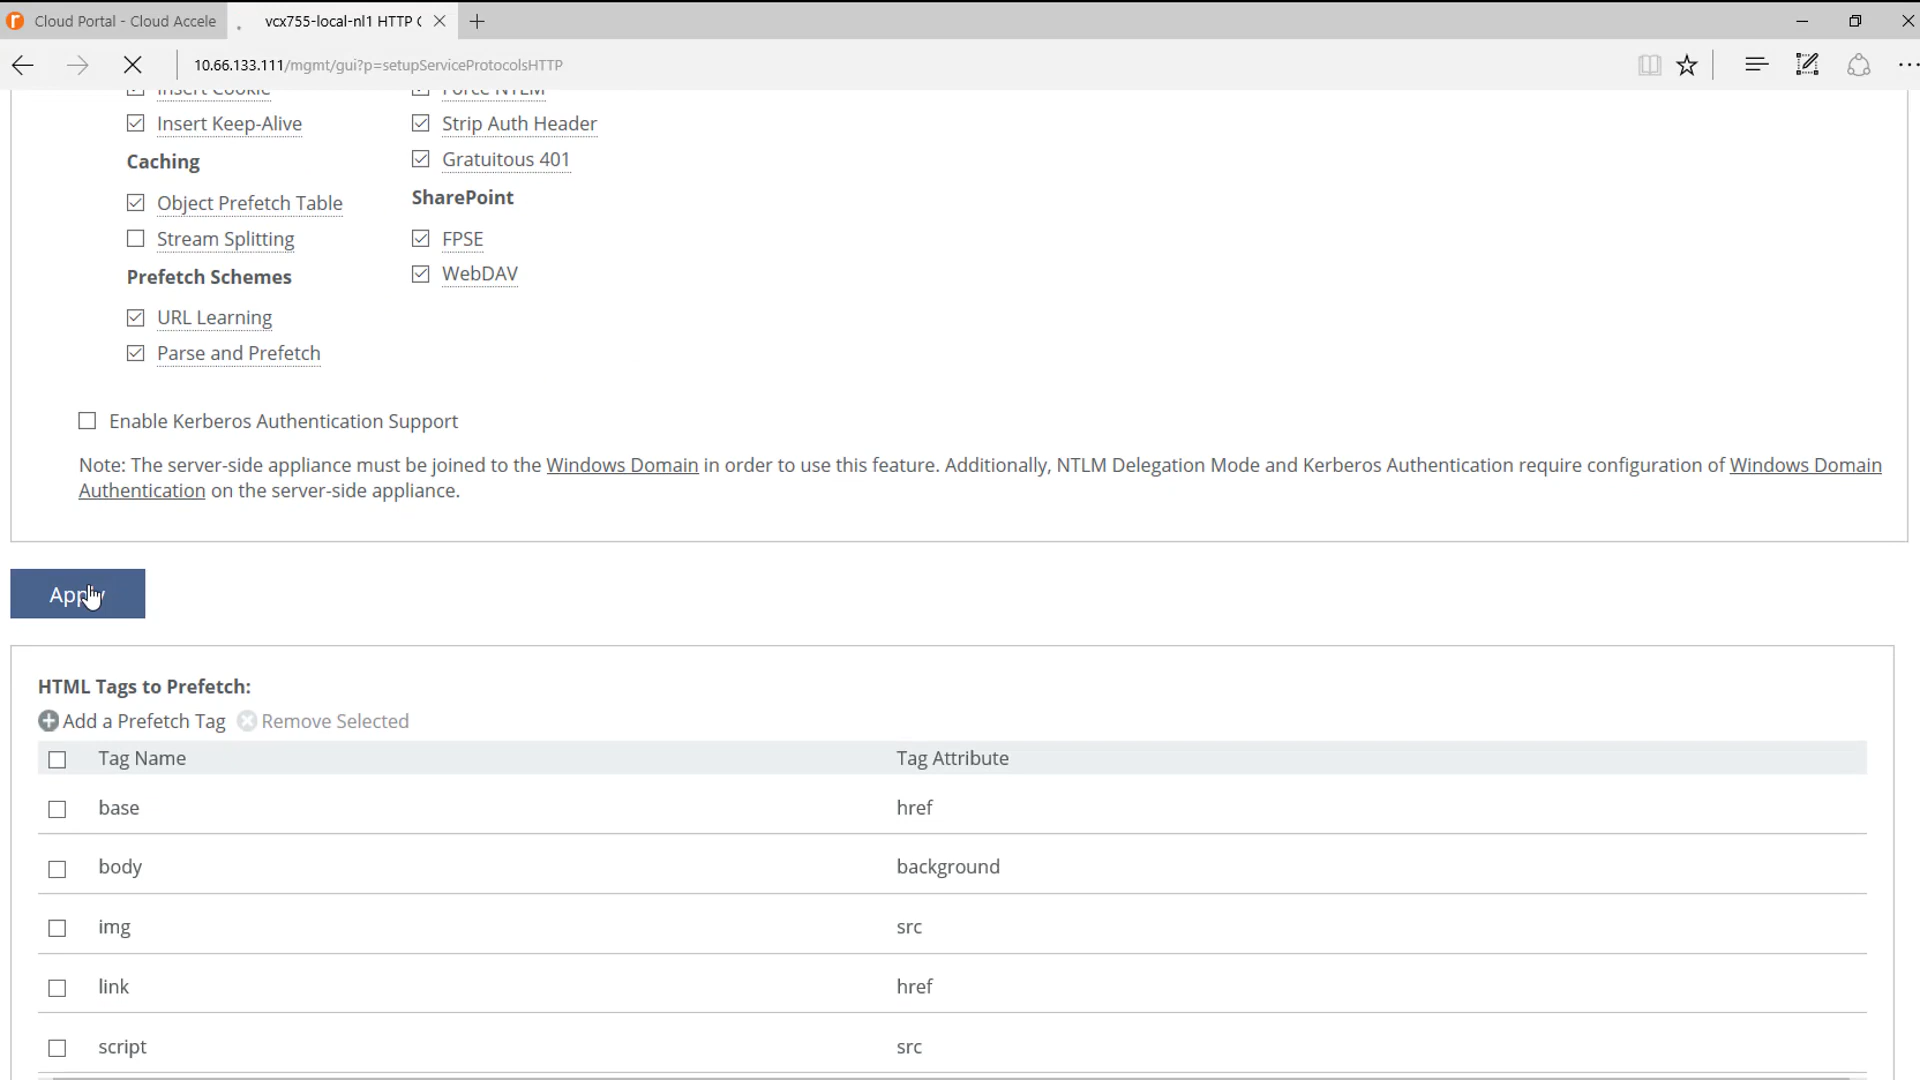 Cloud Portal - Cloud Accele
vcx755-local-nl1 HTTP (
10.66.133.111/mgmt/gui?p=setupServiceProtocolsHTTP
Insert Cookie
Force NTLM
Insert Keep-Alive
Strip Auth Header
Caching
Gratuitous 401
Object Prefetch Table
SharePoint
Stream Splitting
FPSE
Prefetch Schemes
WebDAV
URL Learning
Parse and Prefetch
Enable Kerberos Authentication Support
Note: The server-side appliance must be joined to the Windows Domain in order to use this feature. Additionally, NTLM Delegation Mode and Kerberos Authentication require configuration of Windows Domain
Authentication on the server-side appliance.
Apply
HTML Tags to Prefetch:
Add a Prefetch Tag Remove Selected
Tag Name Tag Attribute
base href
body background
img src
link href
script src